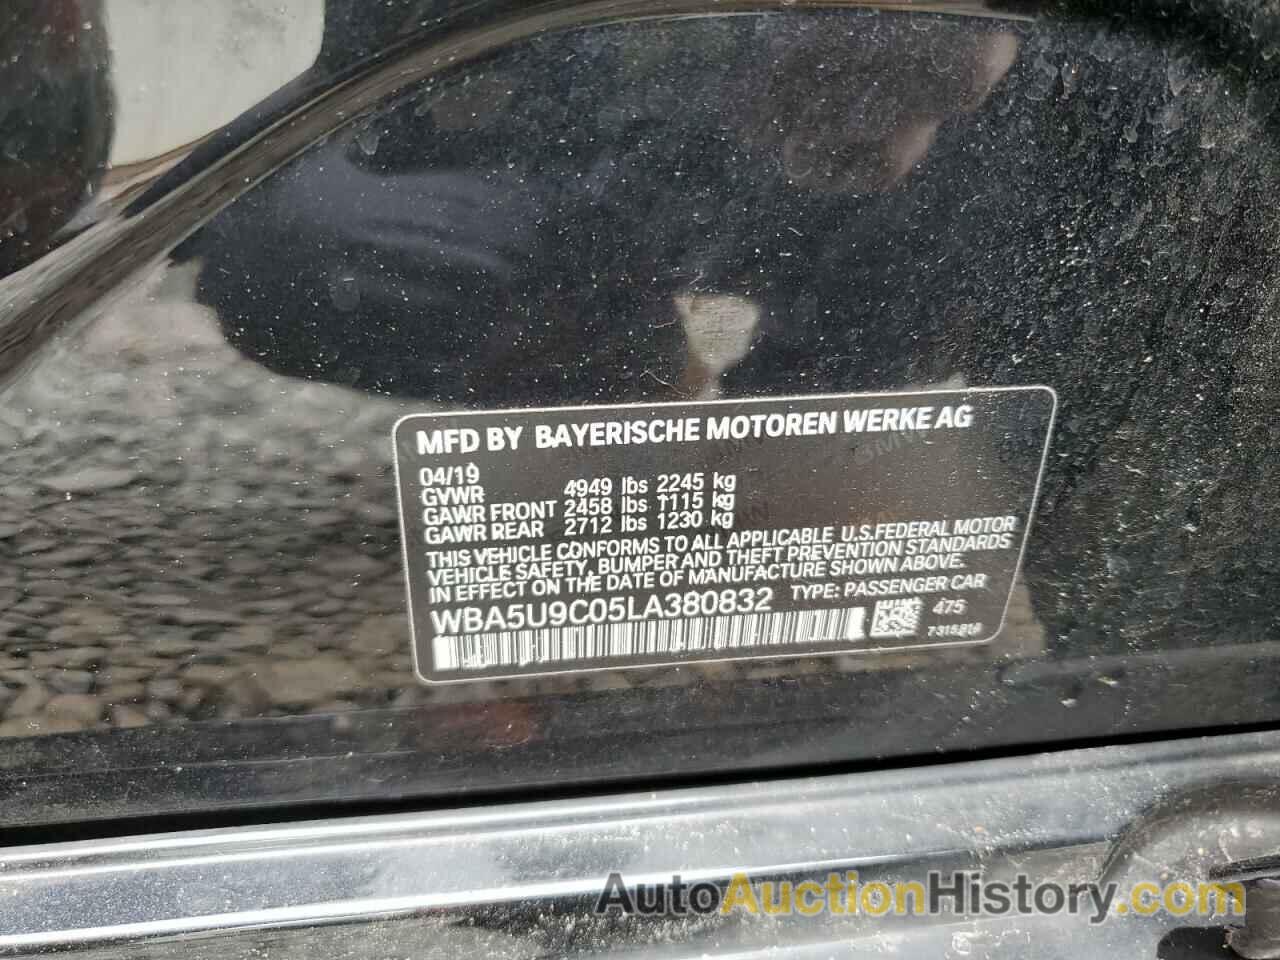 MFD BY BAYERISCHE MOTOREN WERKE AG
04/19
GVWR 4949 lbs 2245 kg
GAWR FRONT 2458 lbs 1115 kg
GAWR REAR 2712 lbs 1230 kg
THIS VEHICLE CONFORMS TO ALL APPLICABLE U.S. FEDERAL MOTOR
VEHICLE SAFETY, BUMPER AND THEFT PREVENTION STANDARDS
IN EFFECT ON THE DATE OF MANUFACTURE SHOWN ABOVE.
WBA5U9C05LA380832 TYPE: PASSENGER CAR
475
AutoAuctionHistory.com